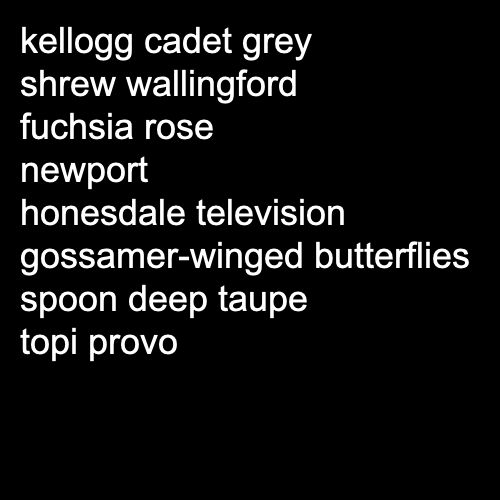 kellogg cadet grey
shrew wallingford
fuchsia rose
newport
honesdale television
gossamer-winged butterflies
spoon deep taupe
topi provo